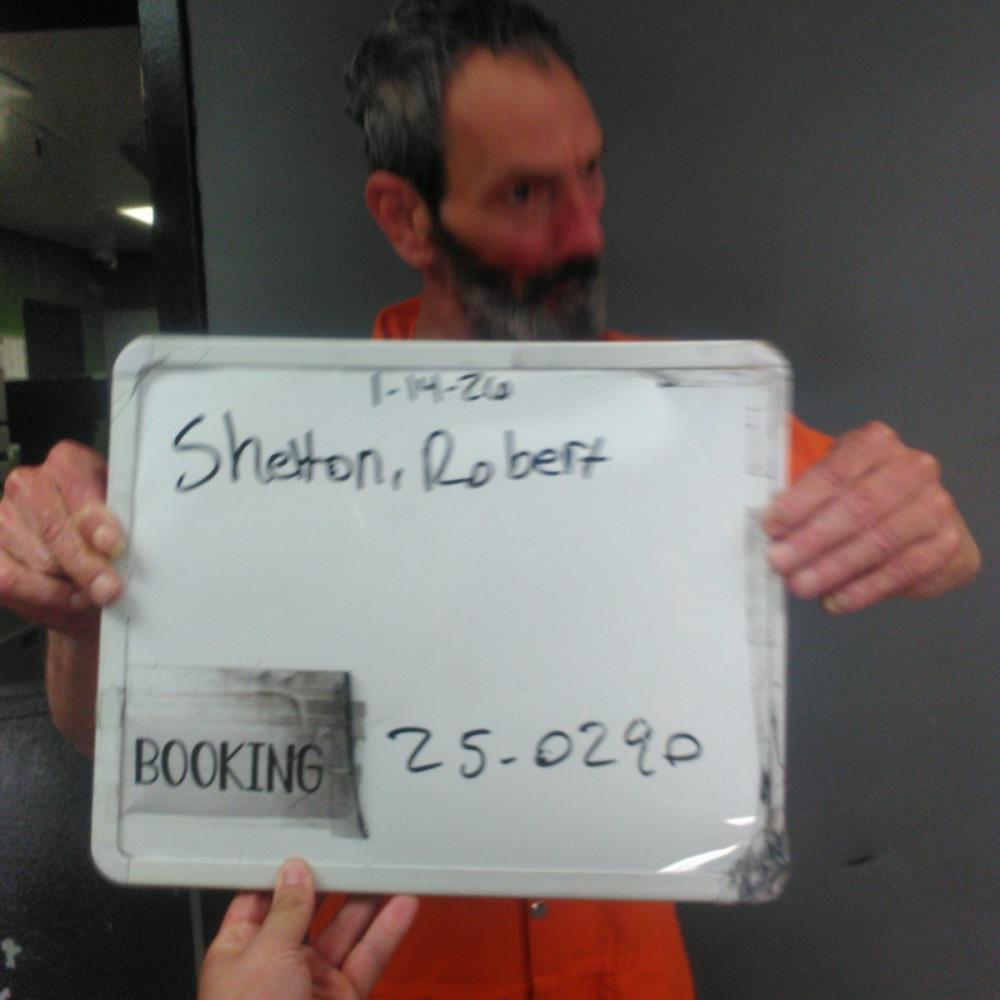 1-14-26
Shelton, Robert
BOOKING 25-0290